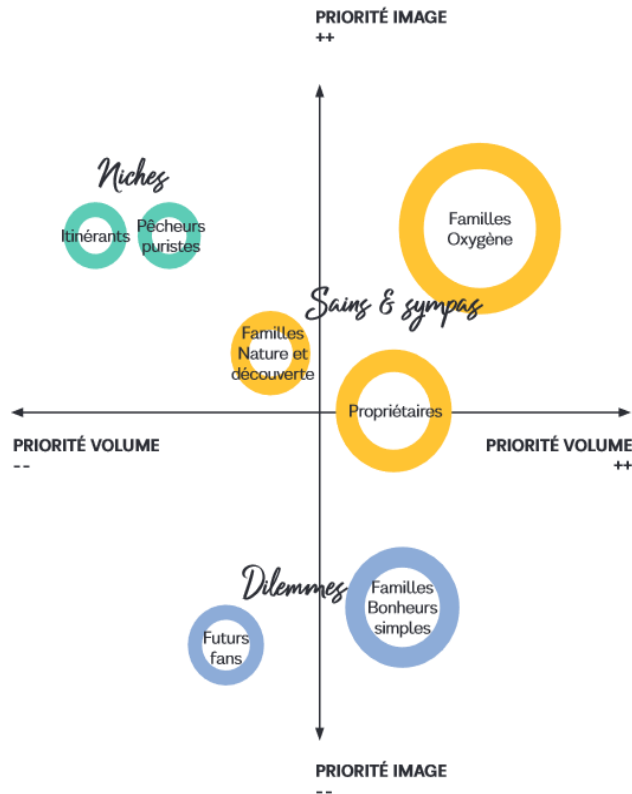 PRIORITÉ IMAGE
++
Niches
Itinérants
Pêcheurs
puristes
Familles
Oxygène
Sains & sympas
Familles
Nature et
découverte
Propriétaires
PRIORITÉ VOLUME
--
PRIORITÉ VOLUME
++
Dilemmes
Familles
Bonheurs
simples
Futurs
fans
PRIORITÉ IMAGE
--